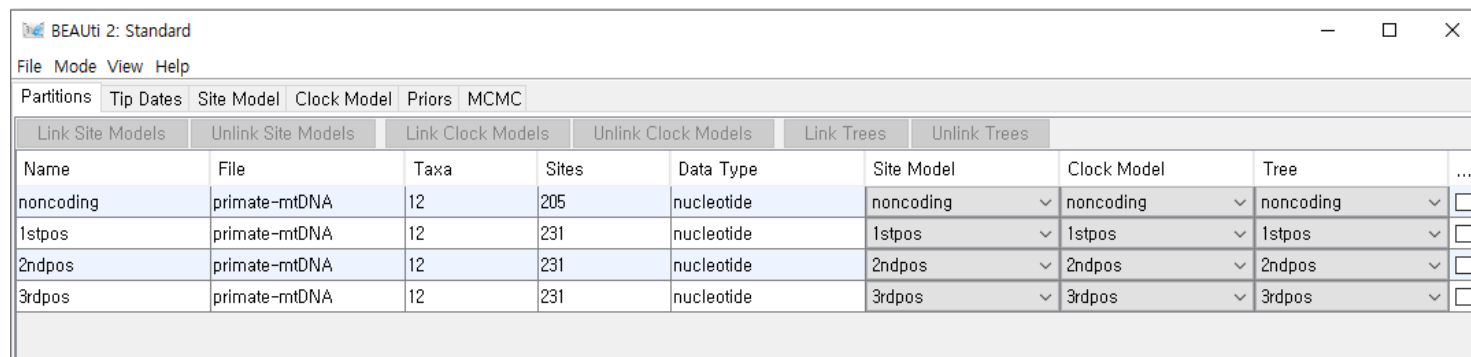 BEAUti 2: Standard
File Mode View Help
Partitions Tip Dates Site Model Clock Model Priors MCMC
Link Site Models Unlink Site Models Link Clock Models Unlink Clock Models Link Trees Unlink Trees
Name File Taxa Sites Data Type Site Model Clock Model Tree ...
noncoding primate-mtDNA 12 205 nucleotide noncoding noncoding noncoding
1stpos primate-mtDNA 12 231 nucleotide 1stpos 1stpos 1stpos
2ndpos primate-mtDNA 12 231 nucleotide 2ndpos 2ndpos 2ndpos
3rdpos primate-mtDNA 12 231 nucleotide 3rdpos 3rdpos 3rdpos